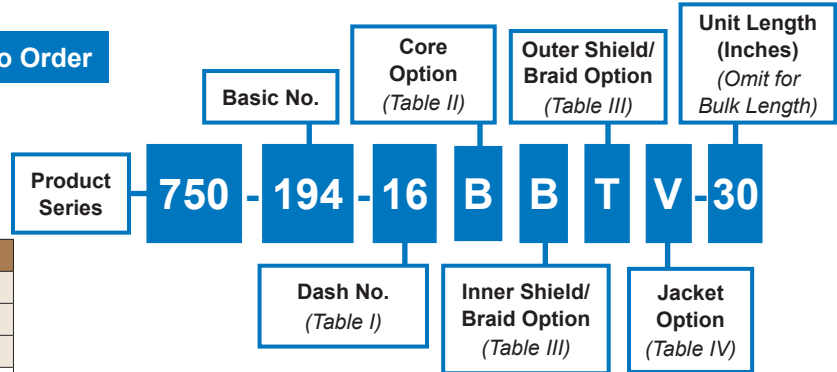 o Order
Basic No.
Core
Option
(Table II)
Outer Shield/
Braid Option
(Table III)
Unit Length
(Inches)
(Omit for
Bulk Length)
Product
Series
750 - 194 - 16 B B T V - 30
Dash No.
(Table I)
Inner Shield/
Braid Option
(Table III)
Jacket
Option
(Table IV)